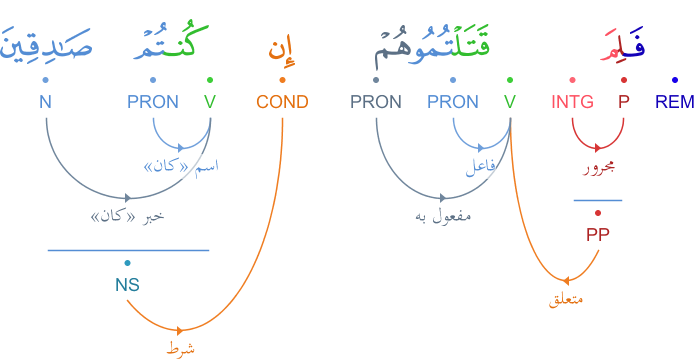 فَلِمَ قَتَلْتُمُوهُمْ إِن كُنتُمْ صَادِقِينَ
REM P INTG V PRON PRON COND V PRON N
مجرور فاعل اسم «كان»
مفعول به خبر «كان»
PP
NS
متعلق
شرط